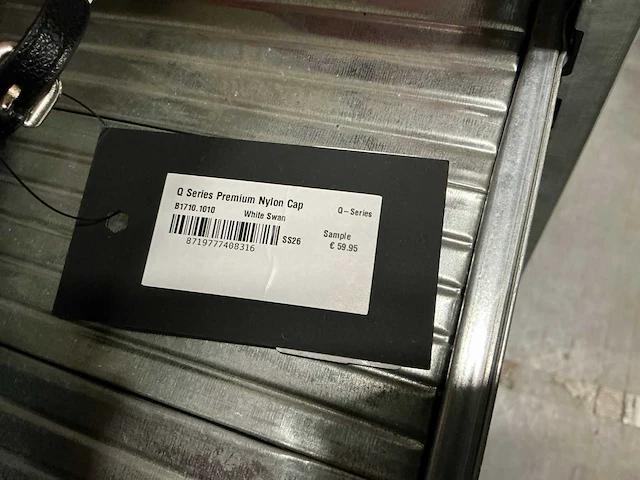 Q Series Premium Nylon Cap
B1710.1010 White Swan Q-Series
8719777408316 SS26 Sample
€ 59.95